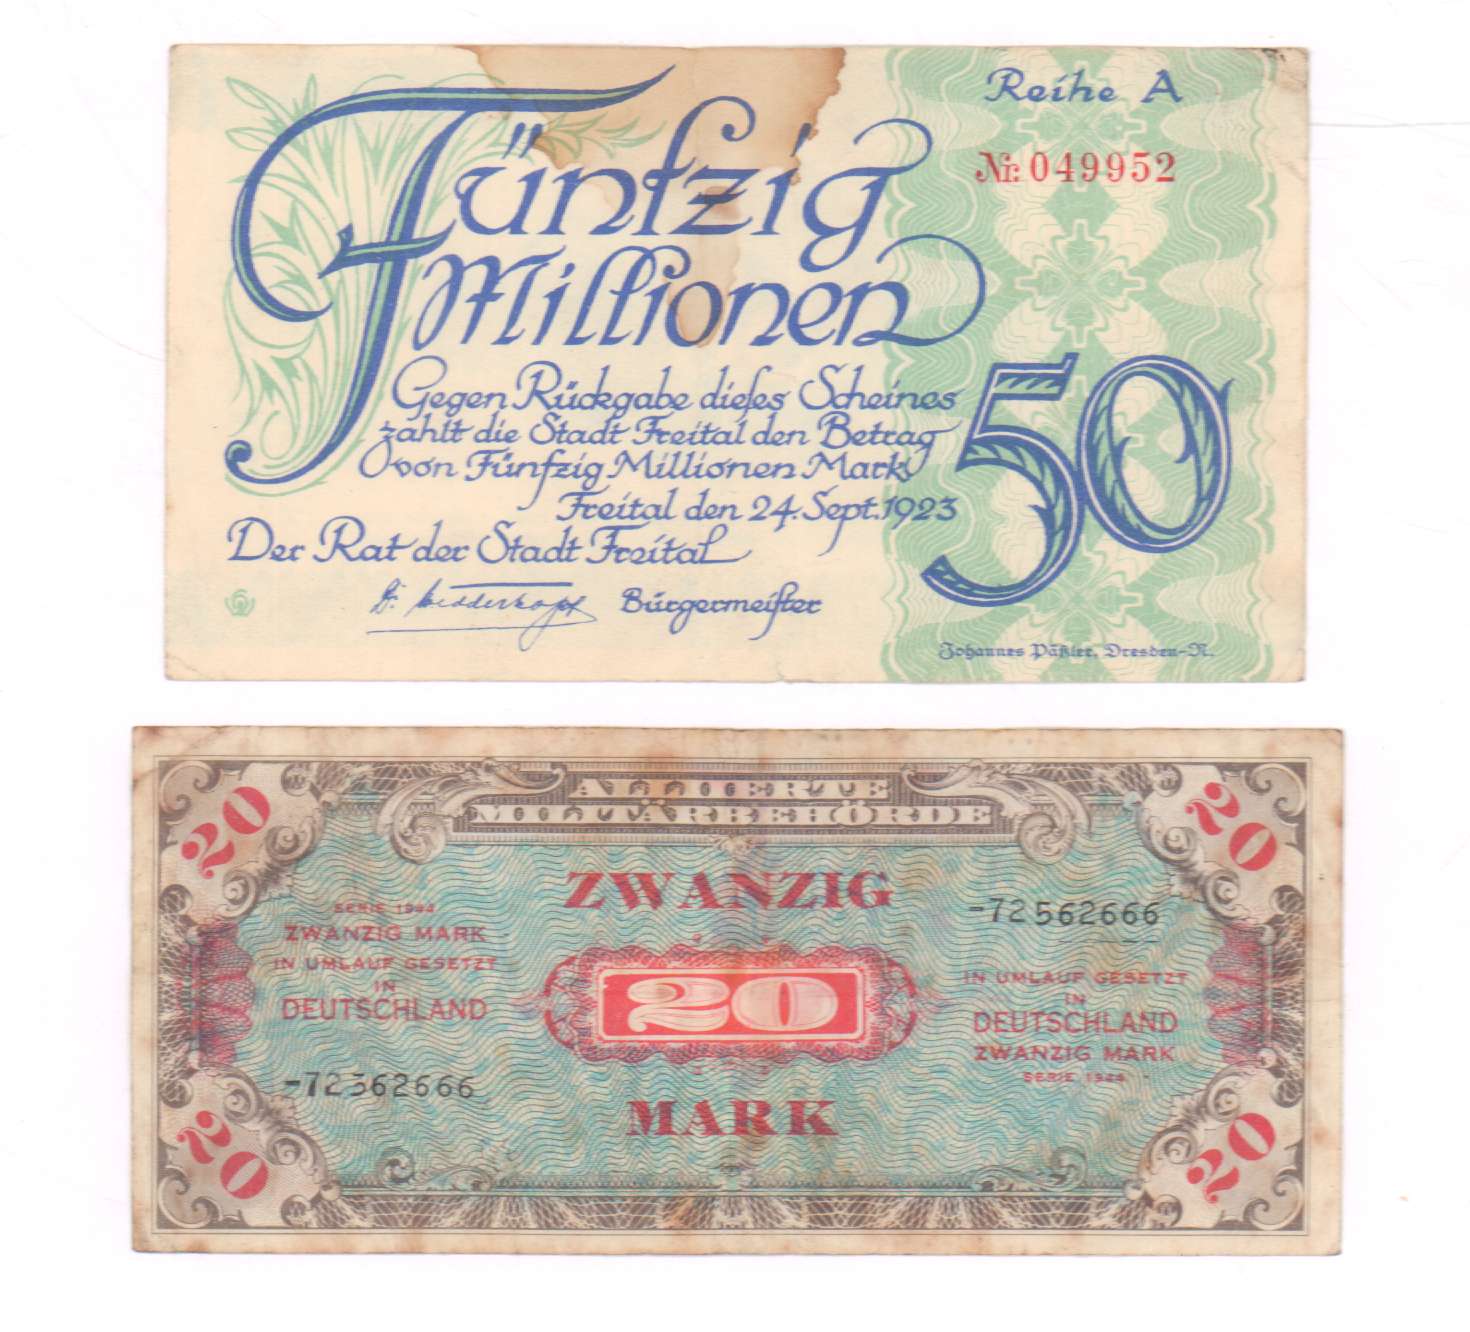 Reihe A
Nr. 049952
Fünfzig
Millionen
Gegen Rückgabe dieses Scheines
zahlt die Stadt Freital den Betrag
von Fünfzig Millionen Mark
Freital den 24. Sept. 1923
50
Der Rat der Stadt Freital
Bürgermeister
Johannes Päßler, Dresden-N.
20
20
ALLIIERTE
MILITÄRBEHÖRDE
ZWANZIG
-72562666
SERIE 1944
ZWANZIG MARK
IN UMLAUF GESETZT
IN
DEUTSCHLAND
20
IN UMLAUF GESETZT
IN
DEUTSCHLAND
ZWANZIG MARK
SERIE 1944
-72362666
MARK
20
20